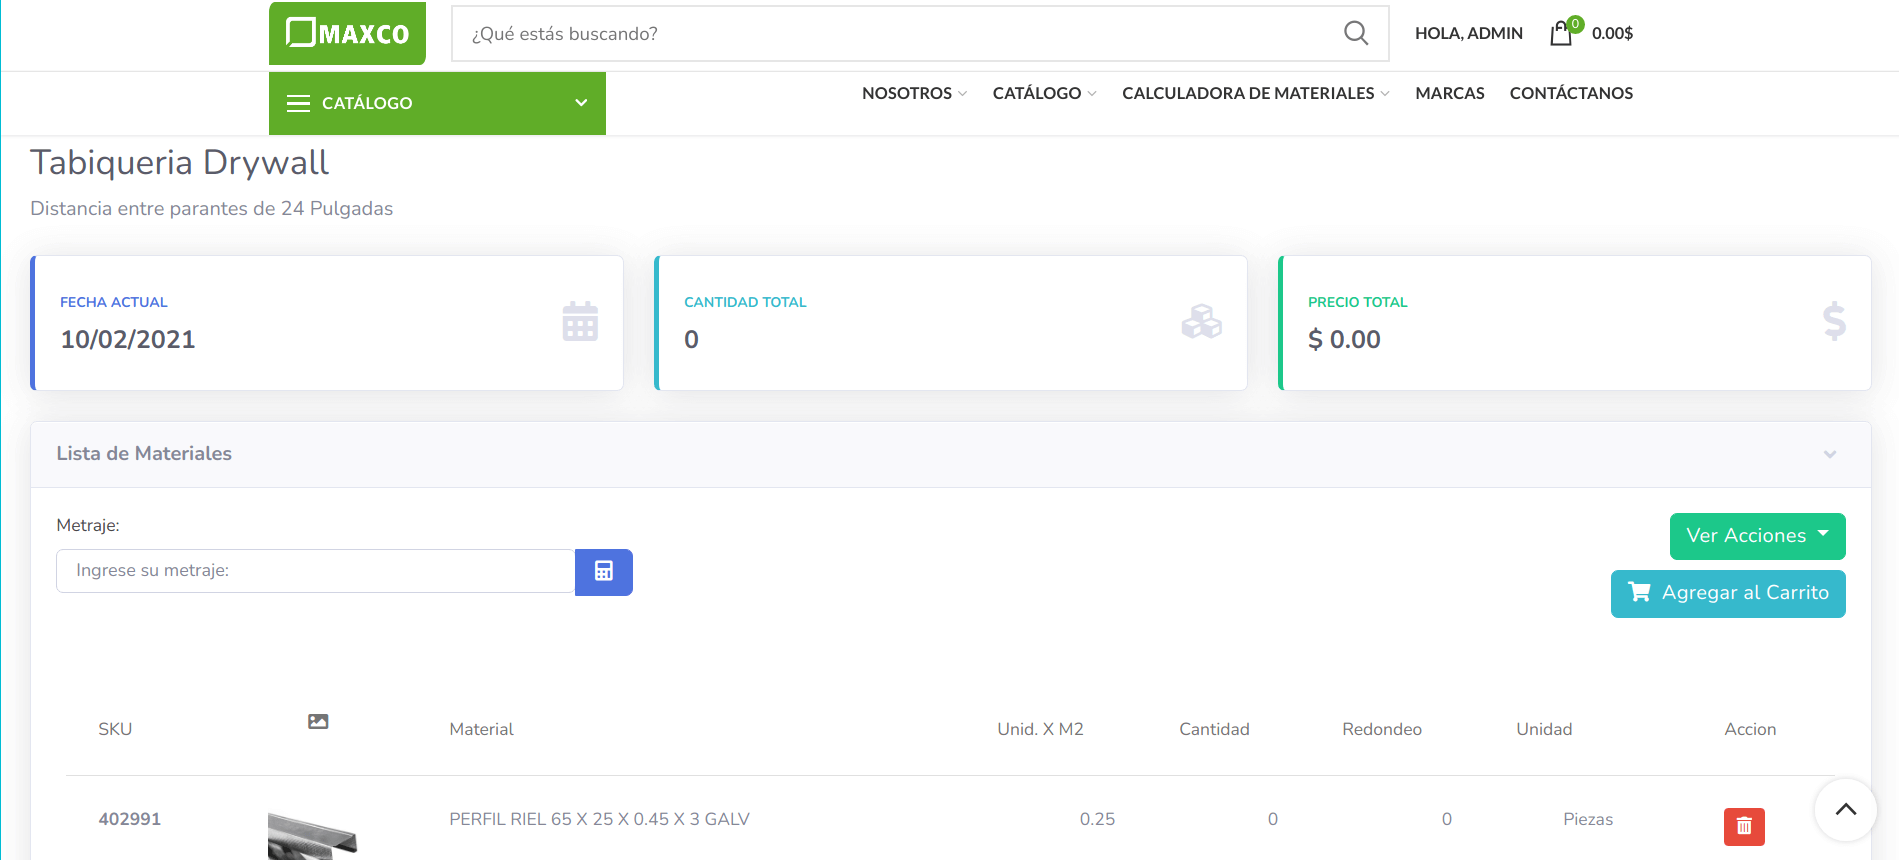 MAXCO
¿Qué estás buscando?
HOLA, ADMIN
0
0.00$
CATÁLOGO
NOSOTROS
CATÁLOGO
CALCULADORA DE MATERIALES
MARCAS
CONTÁCTANOS
Tabiqueria Drywall
Distancia entre parantes de 24 Pulgadas
FECHA ACTUAL
10/02/2021
CANTIDAD TOTAL
0
PRECIO TOTAL
$ 0.00
Lista de Materiales
Metraje:
Ingrese su metraje:
Ver Acciones
Agregar al Carrito
SKU Material Unid. X M2 Cantidad Redondeo Unidad Accion
402991 PERFIL RIEL 65 X 25 X 0.45 X 3 GALV 0.25 0 0 Piezas